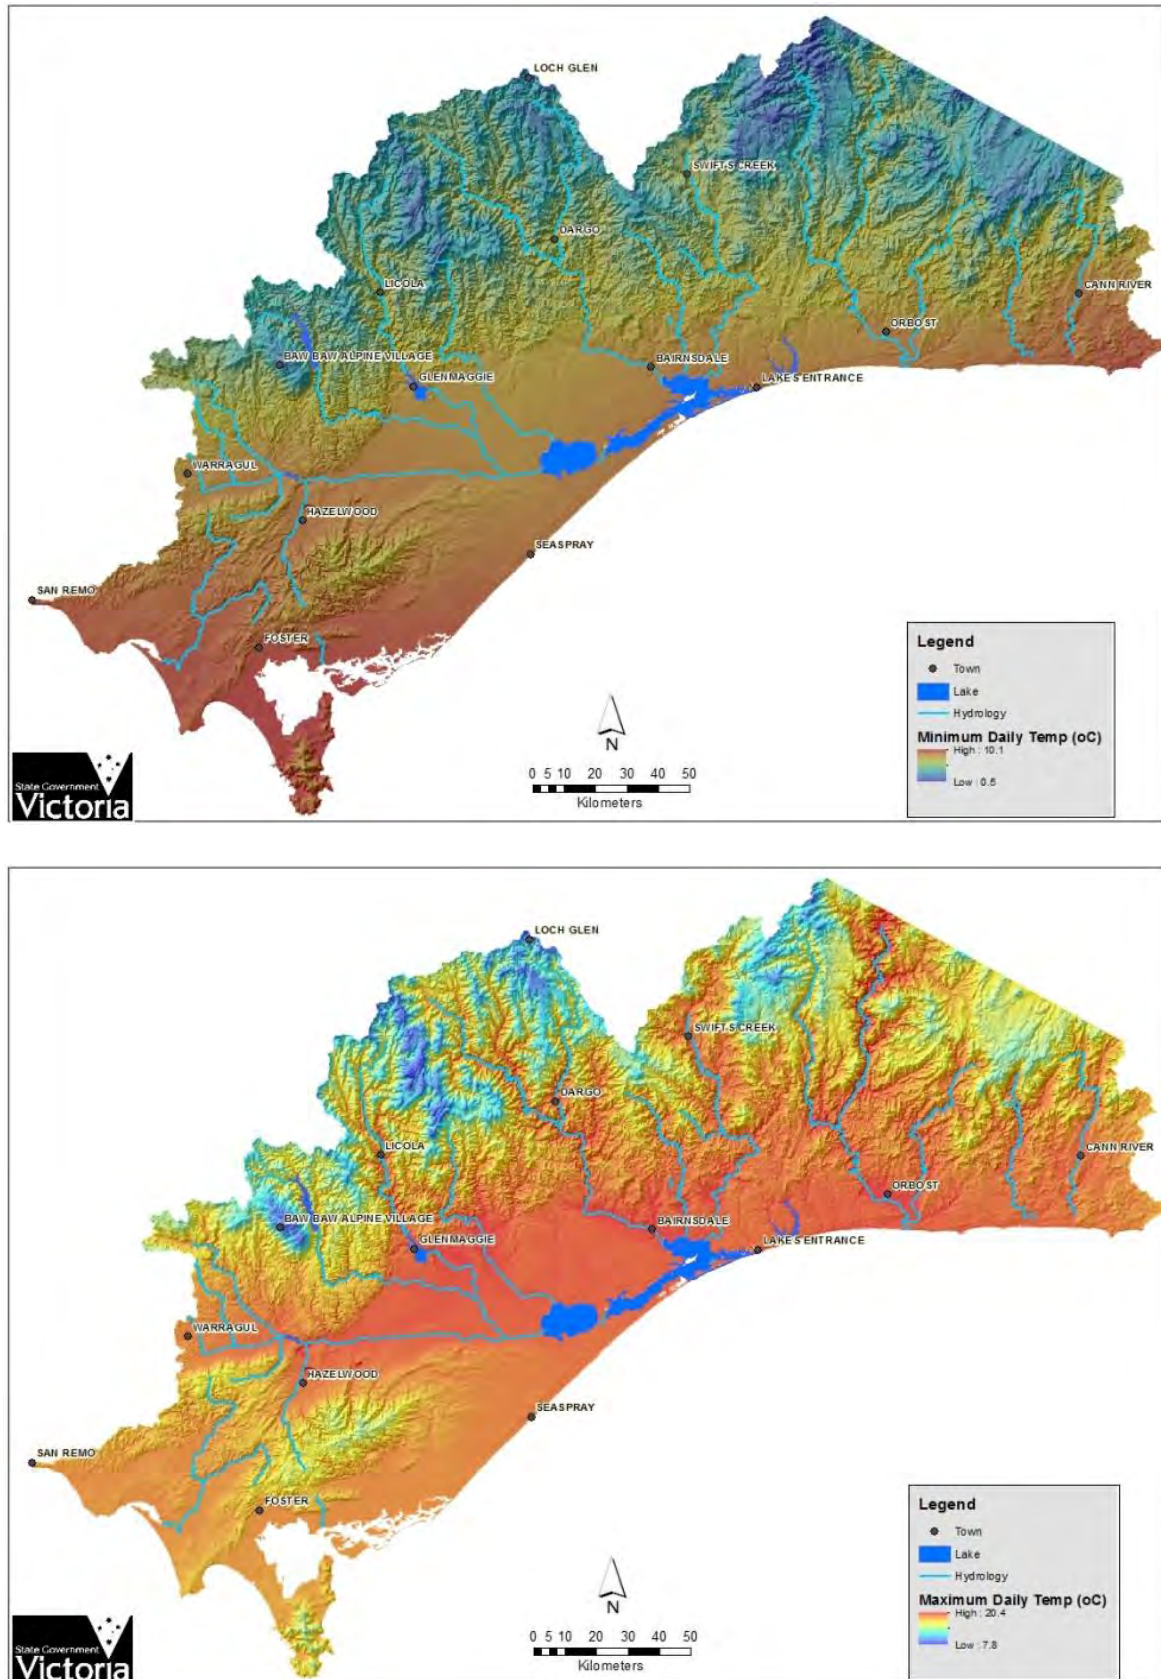 LOCH GLEN
SWIFTS CREEK
DARGO
LICOLA
CANN RIVER
ORBOST
BAW BAW ALPINE VILLAGE
BAIRNSDALE
GLENMAGGIE
LAKES ENTRANCE
WARRAGUL
HAZELWOOD
SEASPRAY
SAN REMO
FOSTER
Legend
Town
Lake
Hydrology
Minimum Daily Temp (oC)
High : 10.1
Low : 0.6
N
0 5 10 20 30 40 50
Kilometers
State Government
Victoria
LOCH GLEN
SWIFTS CREEK
DARGO
LICOLA
CANN RIVER
ORBOST
BAW BAW ALPINE VILLAGE
BAIRNSDALE
GLENMAGGIE
LAKES ENTRANCE
WARRAGUL
HAZELWOOD
SEASPRAY
SAN REMO
FOSTER
Legend
Town
Lake
Hydrology
Maximum Daily Temp (oC)
High : 20.4
Low : 7.8
N
0 5 10 20 30 40 50
Kilometers
State Government
Victoria